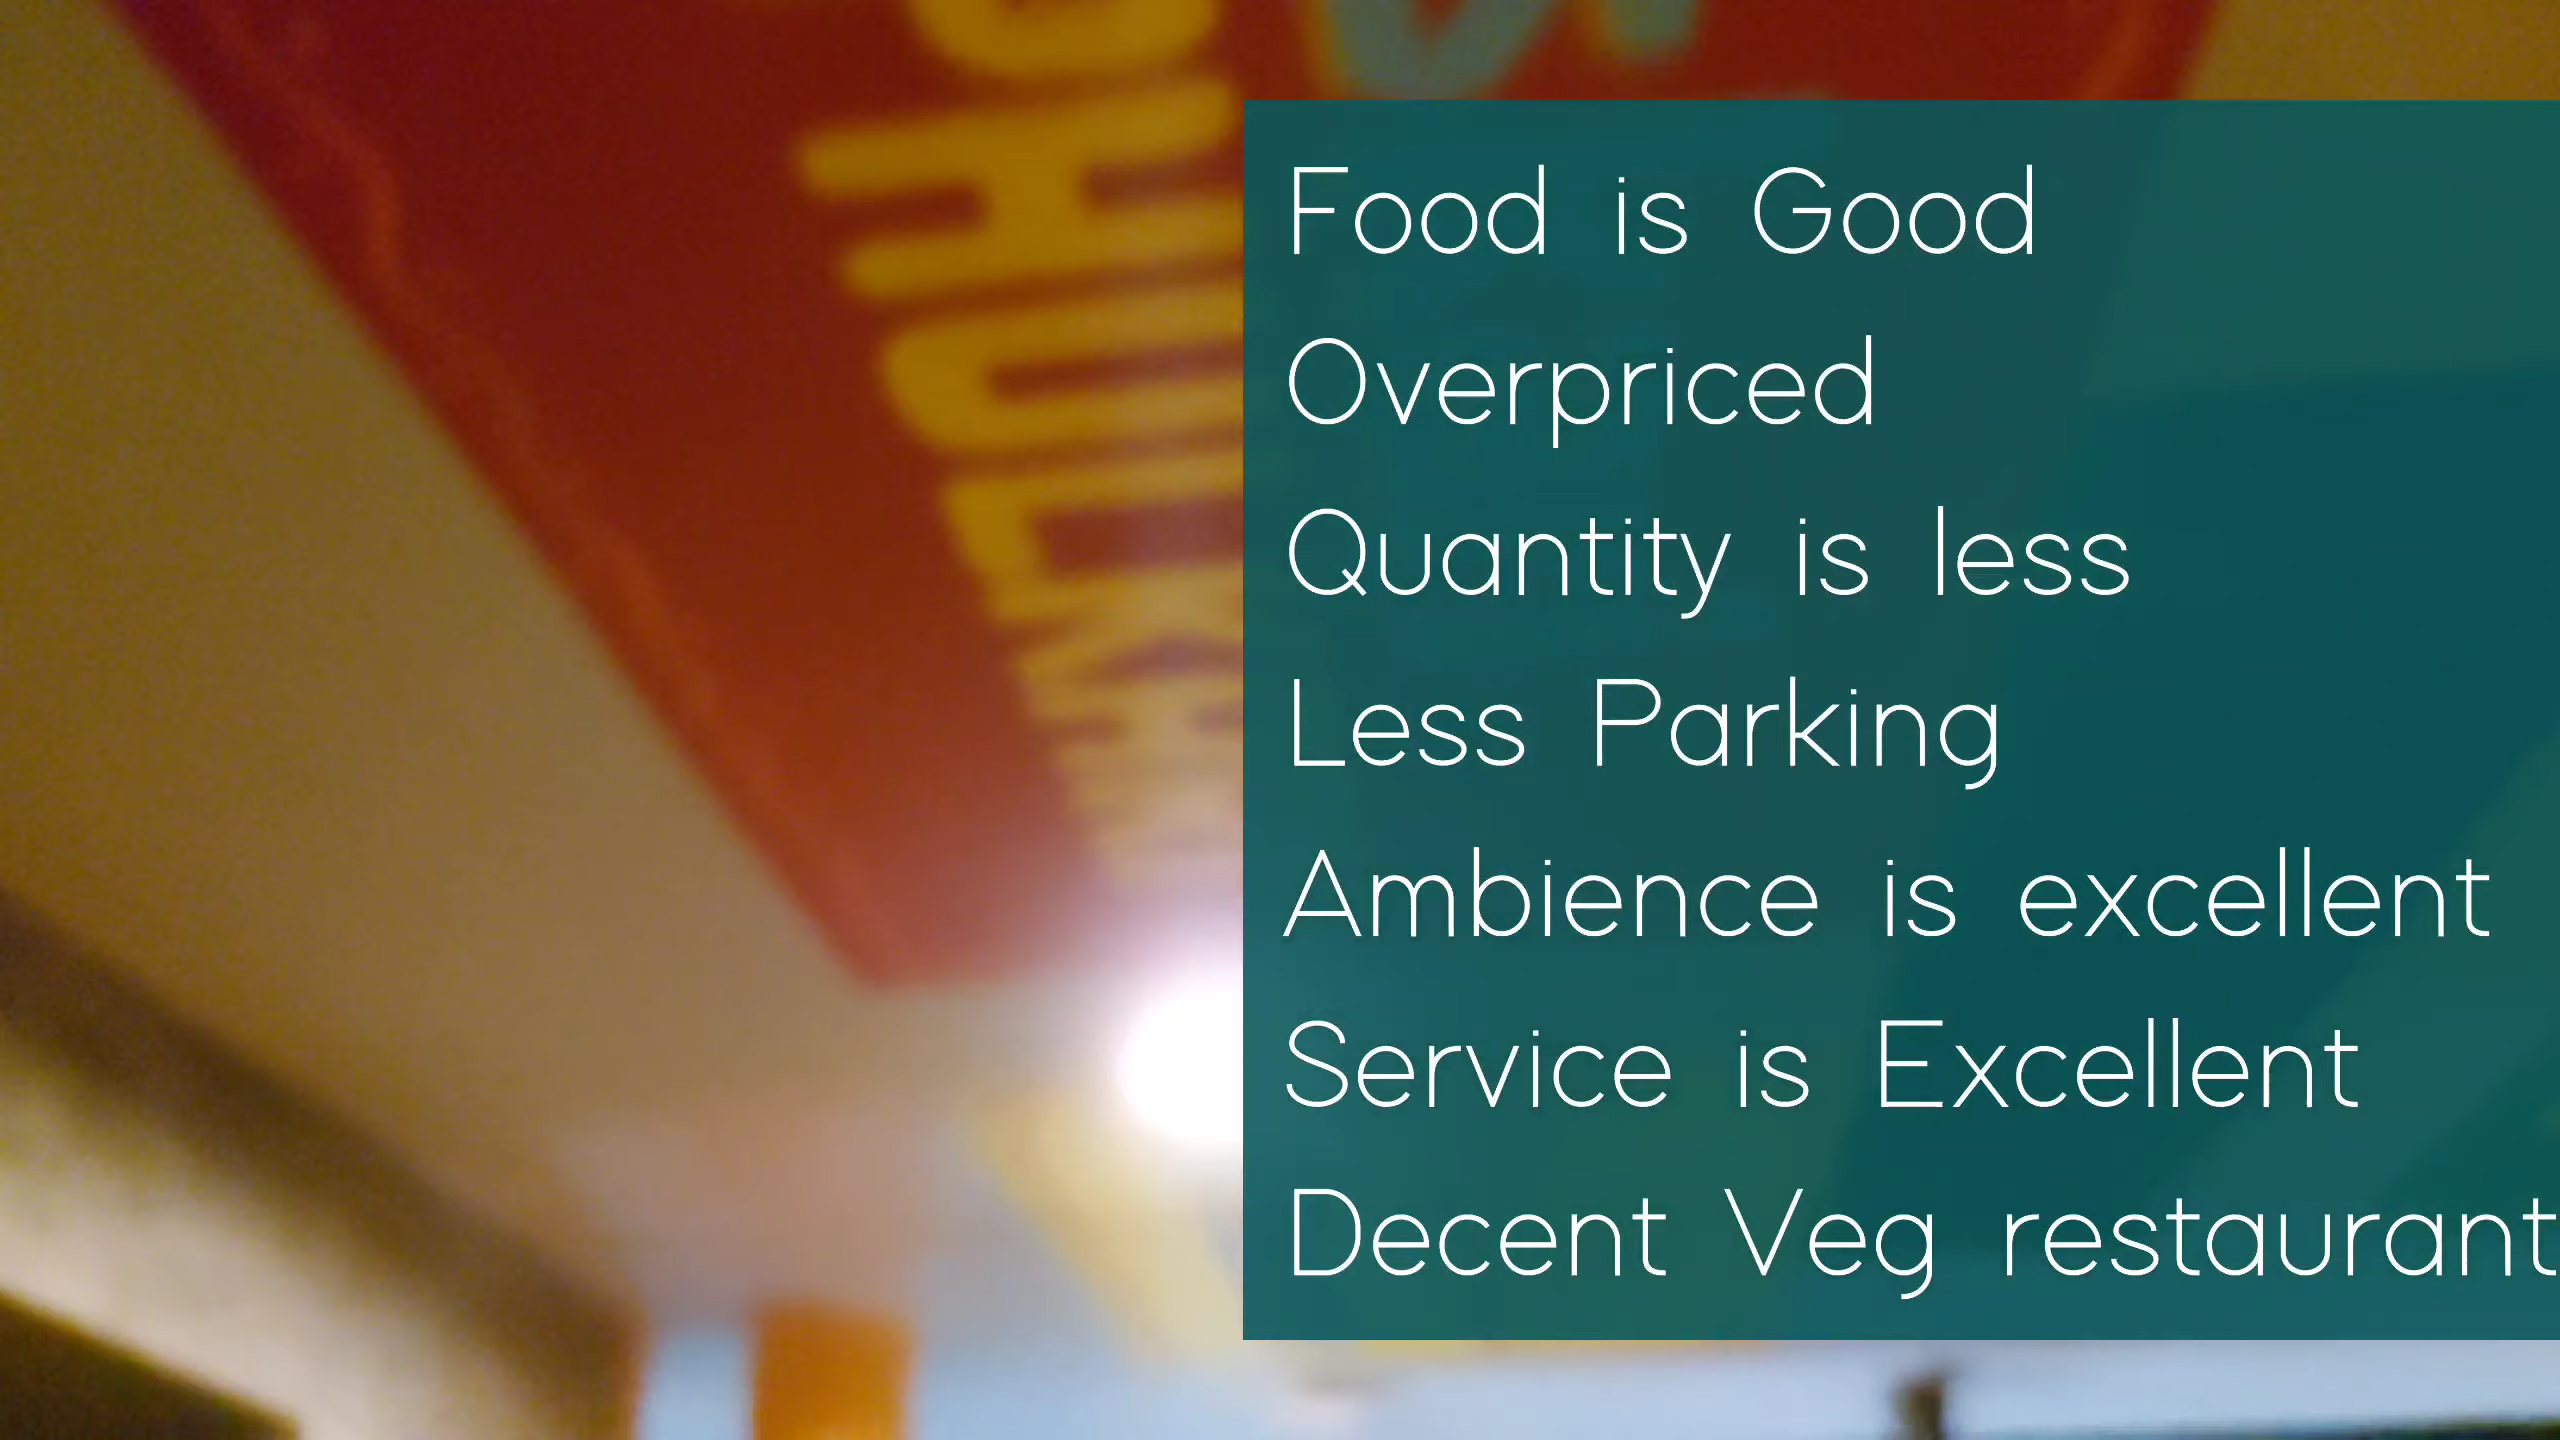 Food is Good
Overpriced
Quantity is less
Less Parking
Ambience is excellent
Service is Excellent
Decent Veg restaurant